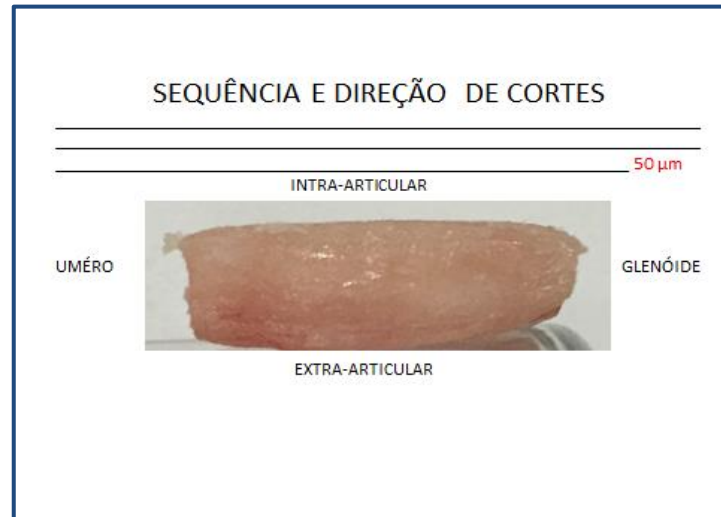 SEQUÊNCIA E DIREÇÃO DE CORTES
50 µm
INTRA-ARTICULAR
UMÉRO
GLENÓIDE
EXTRA-ARTICULAR